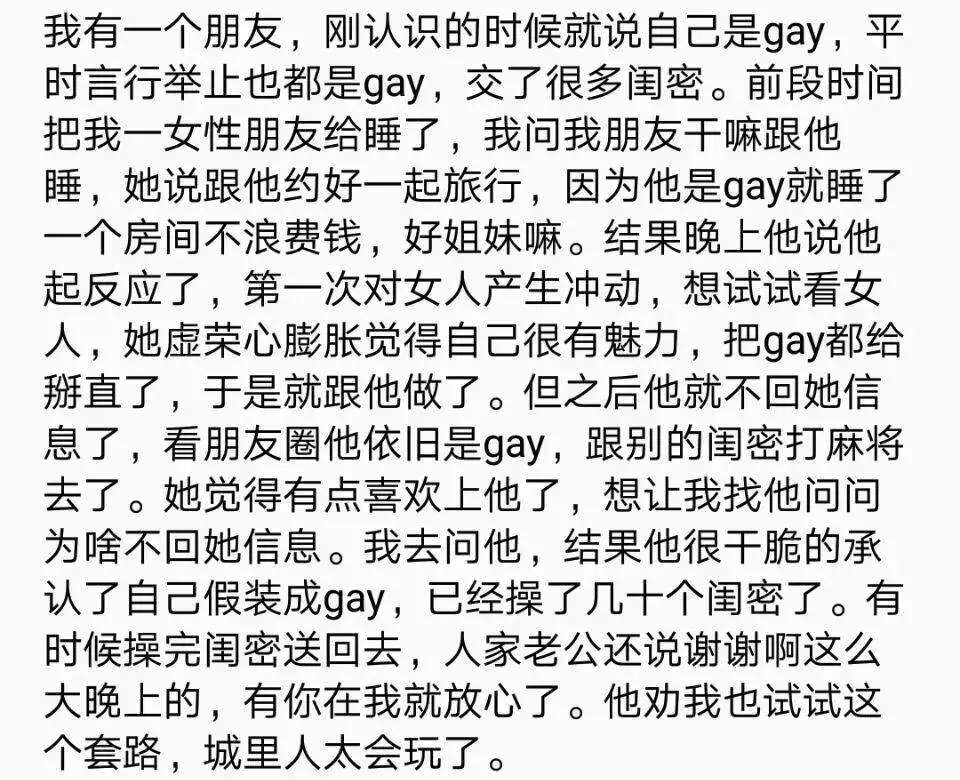 我有一个朋友，刚认识的时候就说自己是gay，平
时言行举止也都是gay，交了很多闺密。前段时间
把我一女性朋友给睡了，我问我朋友干嘛跟他
睡，她说跟他约好一起旅行，因为他是gay就睡了
一个房间不浪费钱，好姐妹嘛。结果晚上他说他
起反应了，第一次对女人产生冲动，想试试看女
人，她虚荣心膨胀觉得自己很有魅力，把gay都给
掰直了，于是就跟他做了。但之后他就不回她信
息了，看朋友圈他依旧是gay，跟别的闺密打麻将
去了。她觉得有点喜欢上他了，想让我找他问问
为啥不回她信息。我去问他，结果他很干脆的承
认了自己假装成gay，已经操了几十个闺密了。有
时候操完闺密送回去，人家老公还说谢谢啊这么
大晚上的，有你在我就放心了。他劝我也试试这
个套路，城里人太会玩了。